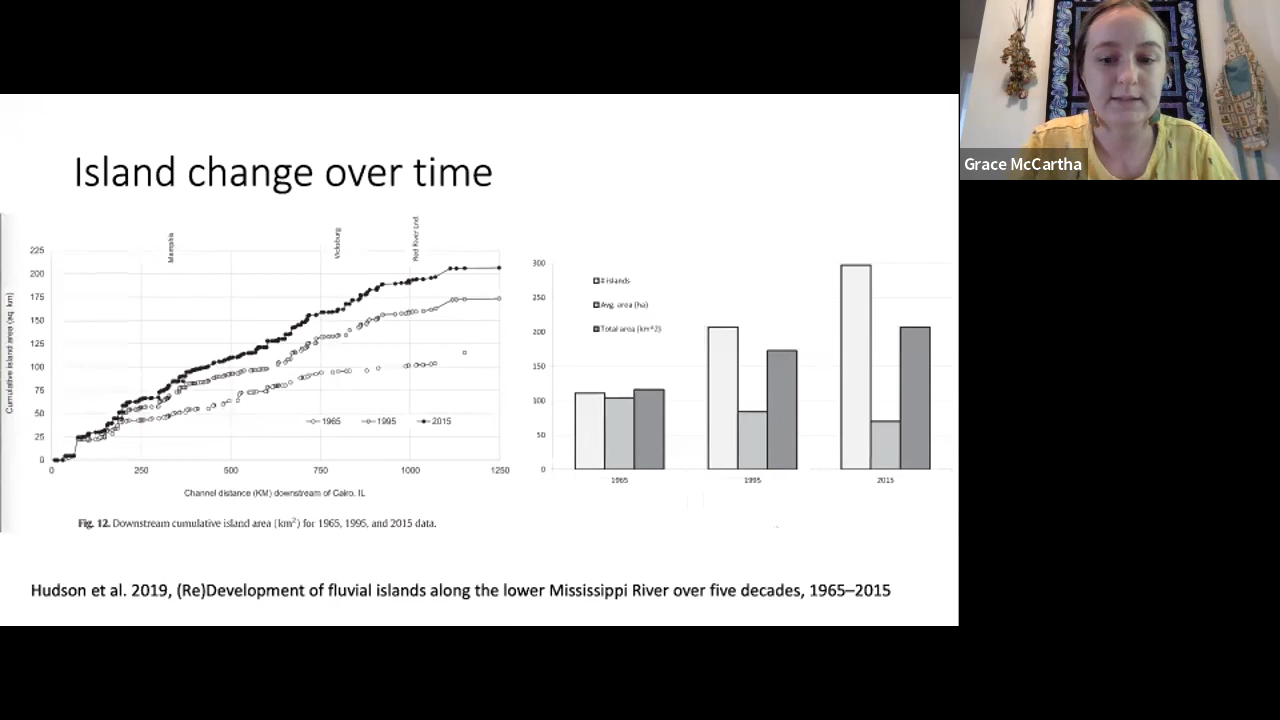 Grace McCartha
Island change over time
Memphis
Vicksburg
Red River Lnd.
Cumulative island area (sq. km)
225
200
175
150
125
100
75
50
25
0
0 250 500 750 1000 1250
1965 1995 2015
Channel distance (KM) downstream of Cairo, IL
Fig. 12. Downstream cumulative island area (km²) for 1965, 1995, and 2015 data.
300
250
200
150
100
50
0
# islands
Avg. area (ha)
Total area (km^2)
1965 1995 2015
Hudson et al. 2019, (Re)Development of fluvial islands along the lower Mississippi River over five decades, 1965–2015